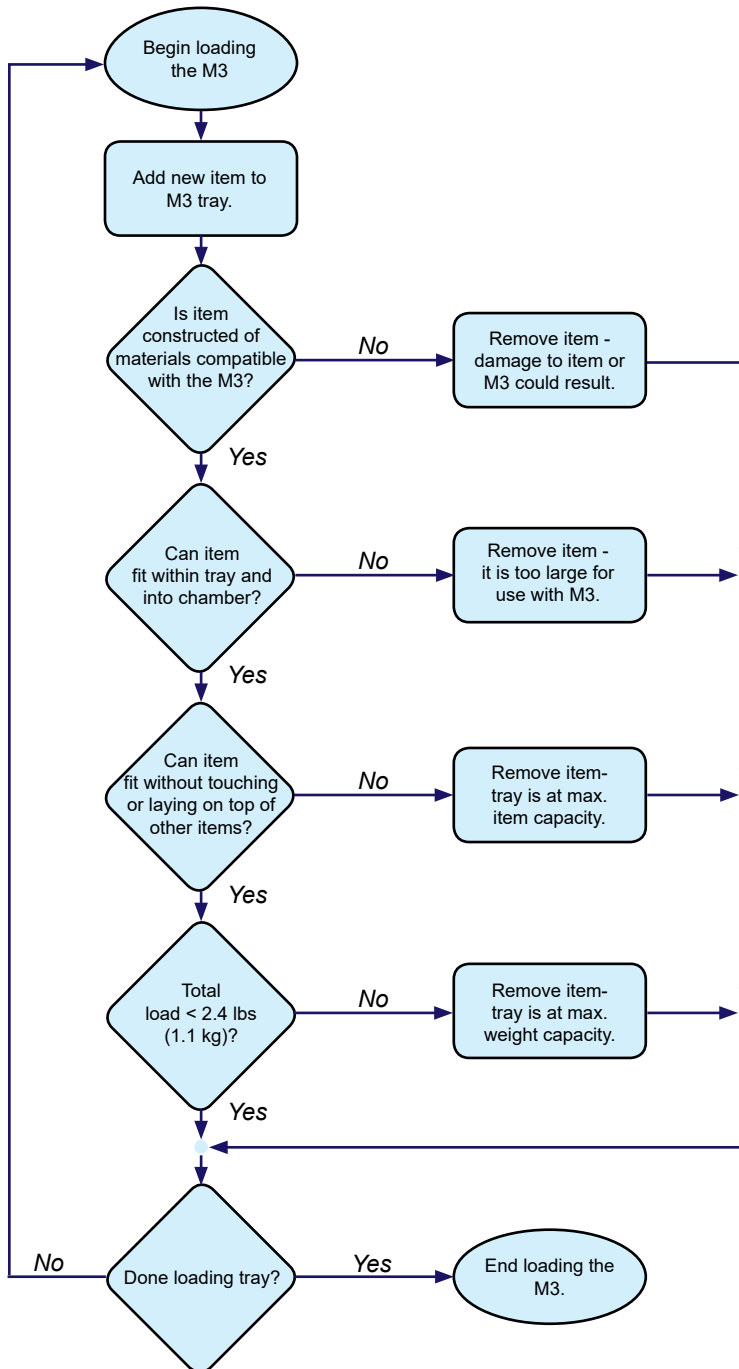 Begin loading
the M3
Add new item to
M3 tray.
Is item
constructed of
materials compatible
with the M3?
No
Remove item -
damage to item or
M3 could result.
Yes
Can item
fit within tray and
into chamber?
No
Remove item -
it is too large for
use with M3.
Yes
Can item
fit without touching
or laying on top of
other items?
No
Remove item-
tray is at max.
item capacity.
Yes
Total
load < 2.4 lbs
(1.1 kg)?
No
Remove item-
tray is at max.
weight capacity.
Yes
No
Done loading tray?
Yes
End loading the
M3.